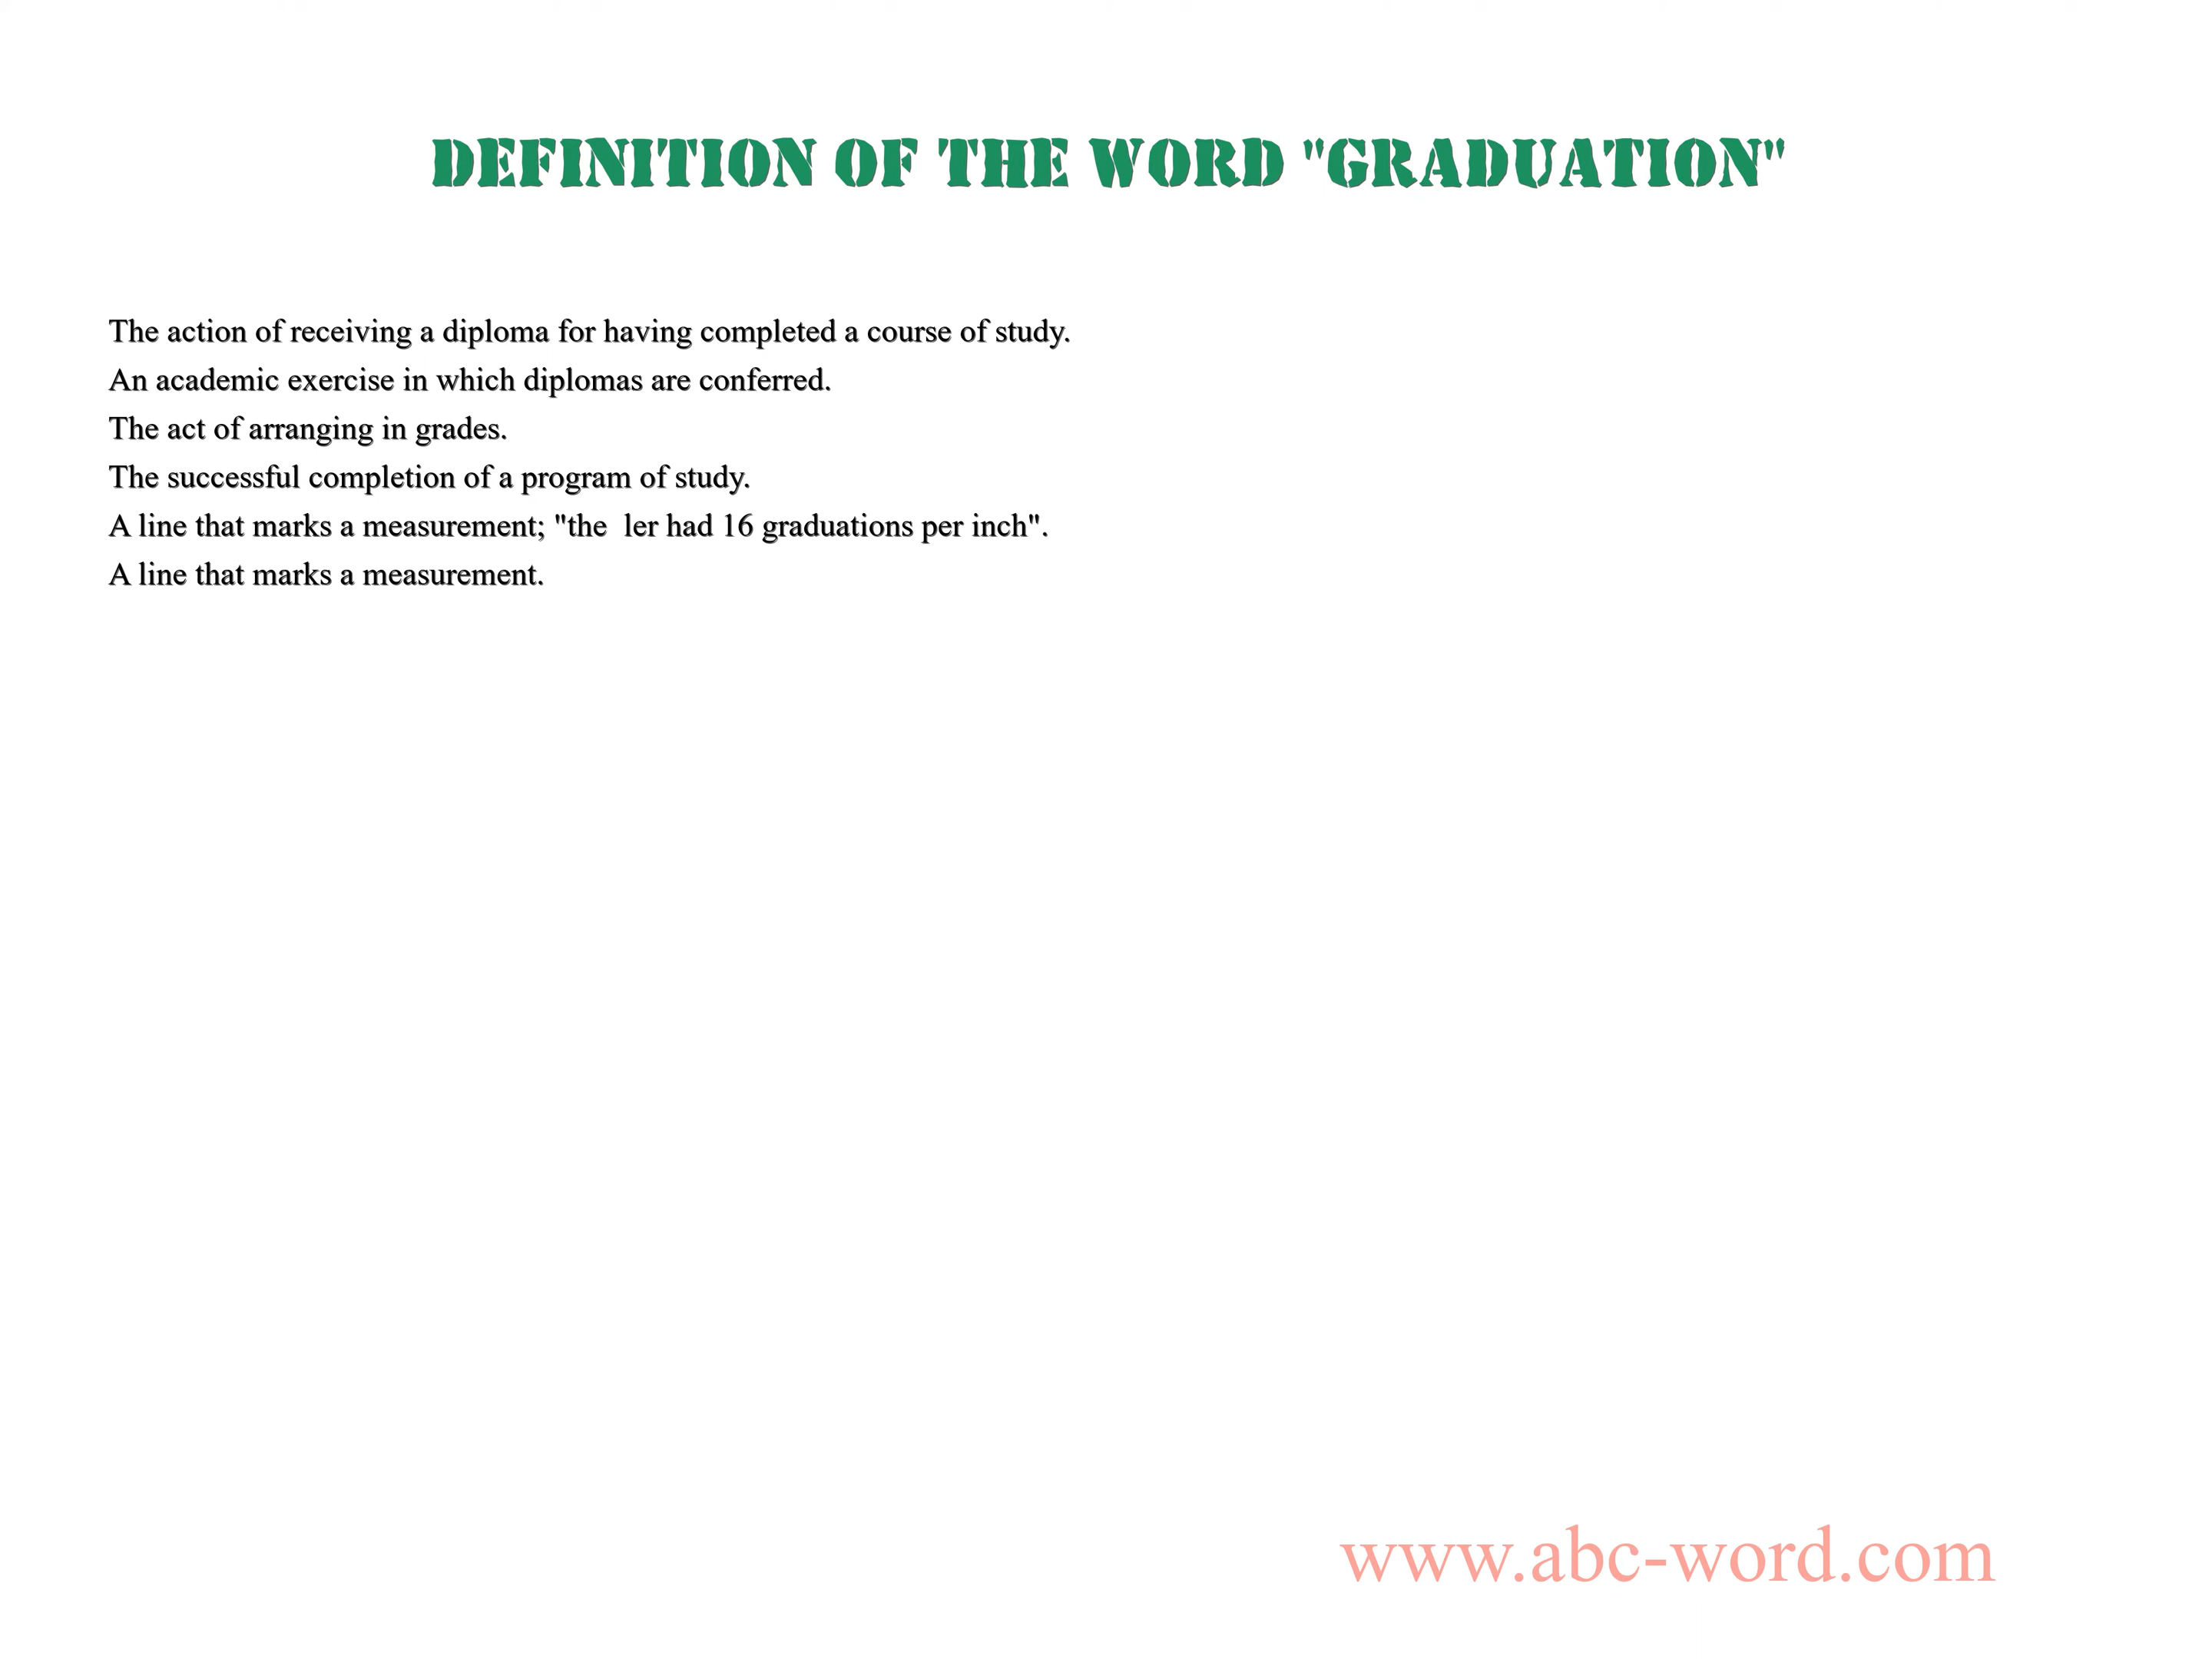 DEFINITION OF THE WORD "GRADUATION"
The action of receiving a diploma for having completed a course of study.
An academic exercise in which diplomas are conferred.
The act of arranging in grades.
The successful completion of a program of study.
A line that marks a measurement; "the  ler had 16 graduations per inch".
A line that marks a measurement.
www.abc-word.com